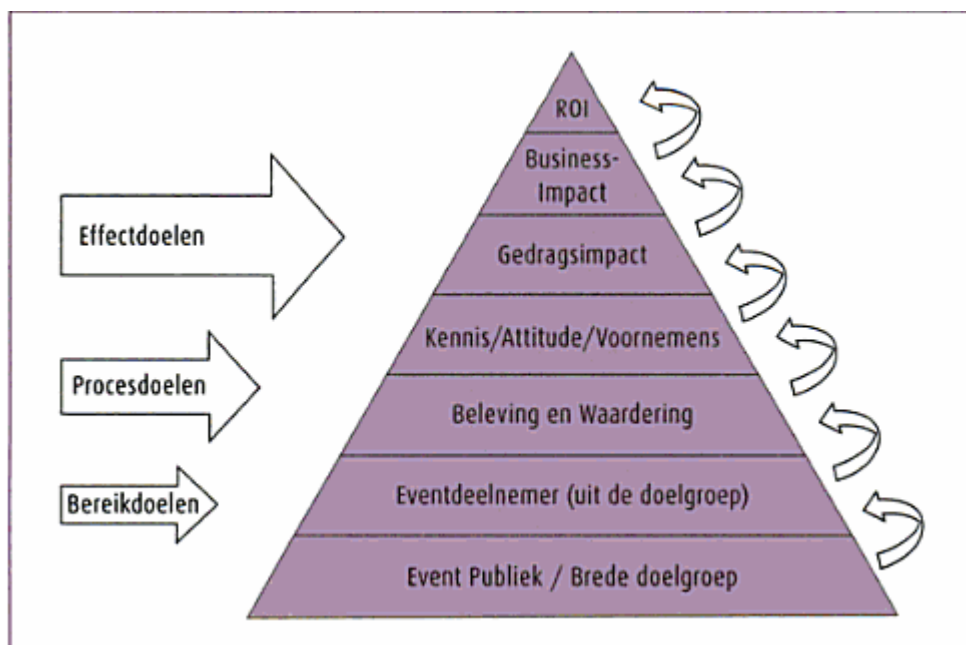 ROI
Business-
Impact
Effectdoelen
Gedragsimpact
Kennis/Attitude/Voornemens
Procesdoelen
Beleving en Waardering
Bereikdoelen
Eventdeelnemer (uit de doelgroep)
Event Publiek / Brede doelgroep